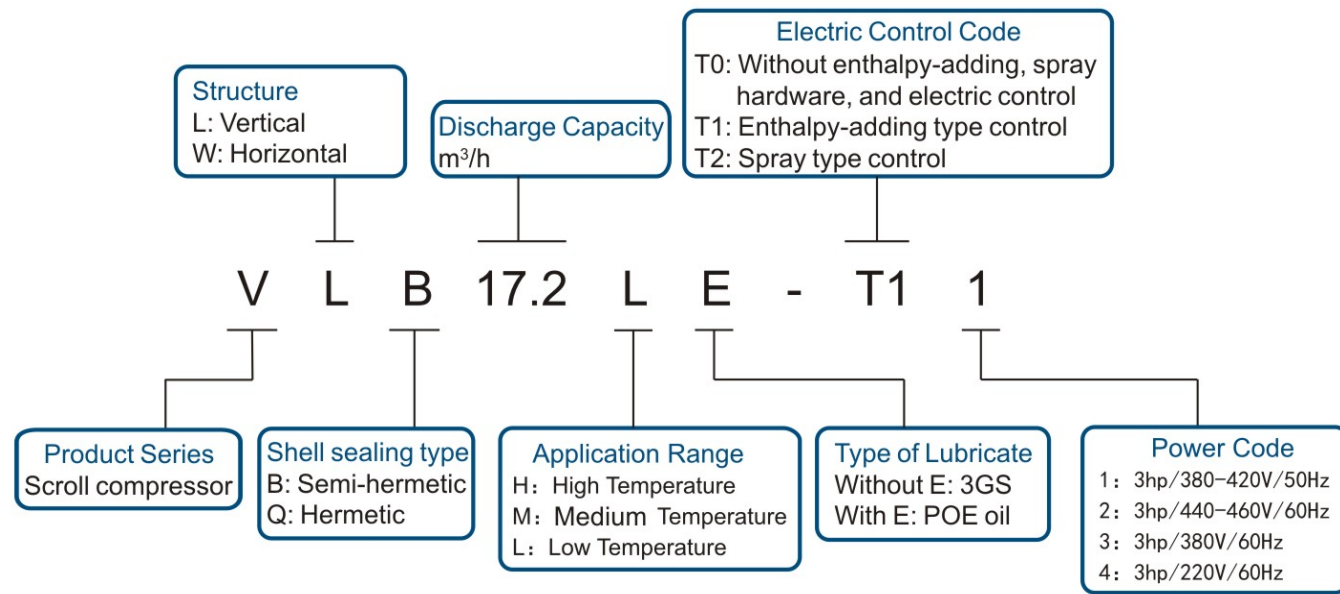 Electric Control Code
T0: Without enthalpy-adding, spray
hardware, and electric control
T1: Enthalpy-adding type control
T2: Spray type control
Structure
L: Vertical
W: Horizontal
Discharge Capacity
m³/h
V L B 17.2 L E - T1 1
Product Series
Scroll compressor
Shell sealing type
B: Semi-hermetic
Q: Hermetic
Application Range
H: High Temperature
M: Medium Temperature
L: Low Temperature
Type of Lubricate
Without E: 3GS
With E: POE oil
Power Code
1: 3hp/380-420V/50Hz
2: 3hp/440-460V/60Hz
3: 3hp/380V/60Hz
4: 3hp/220V/60Hz